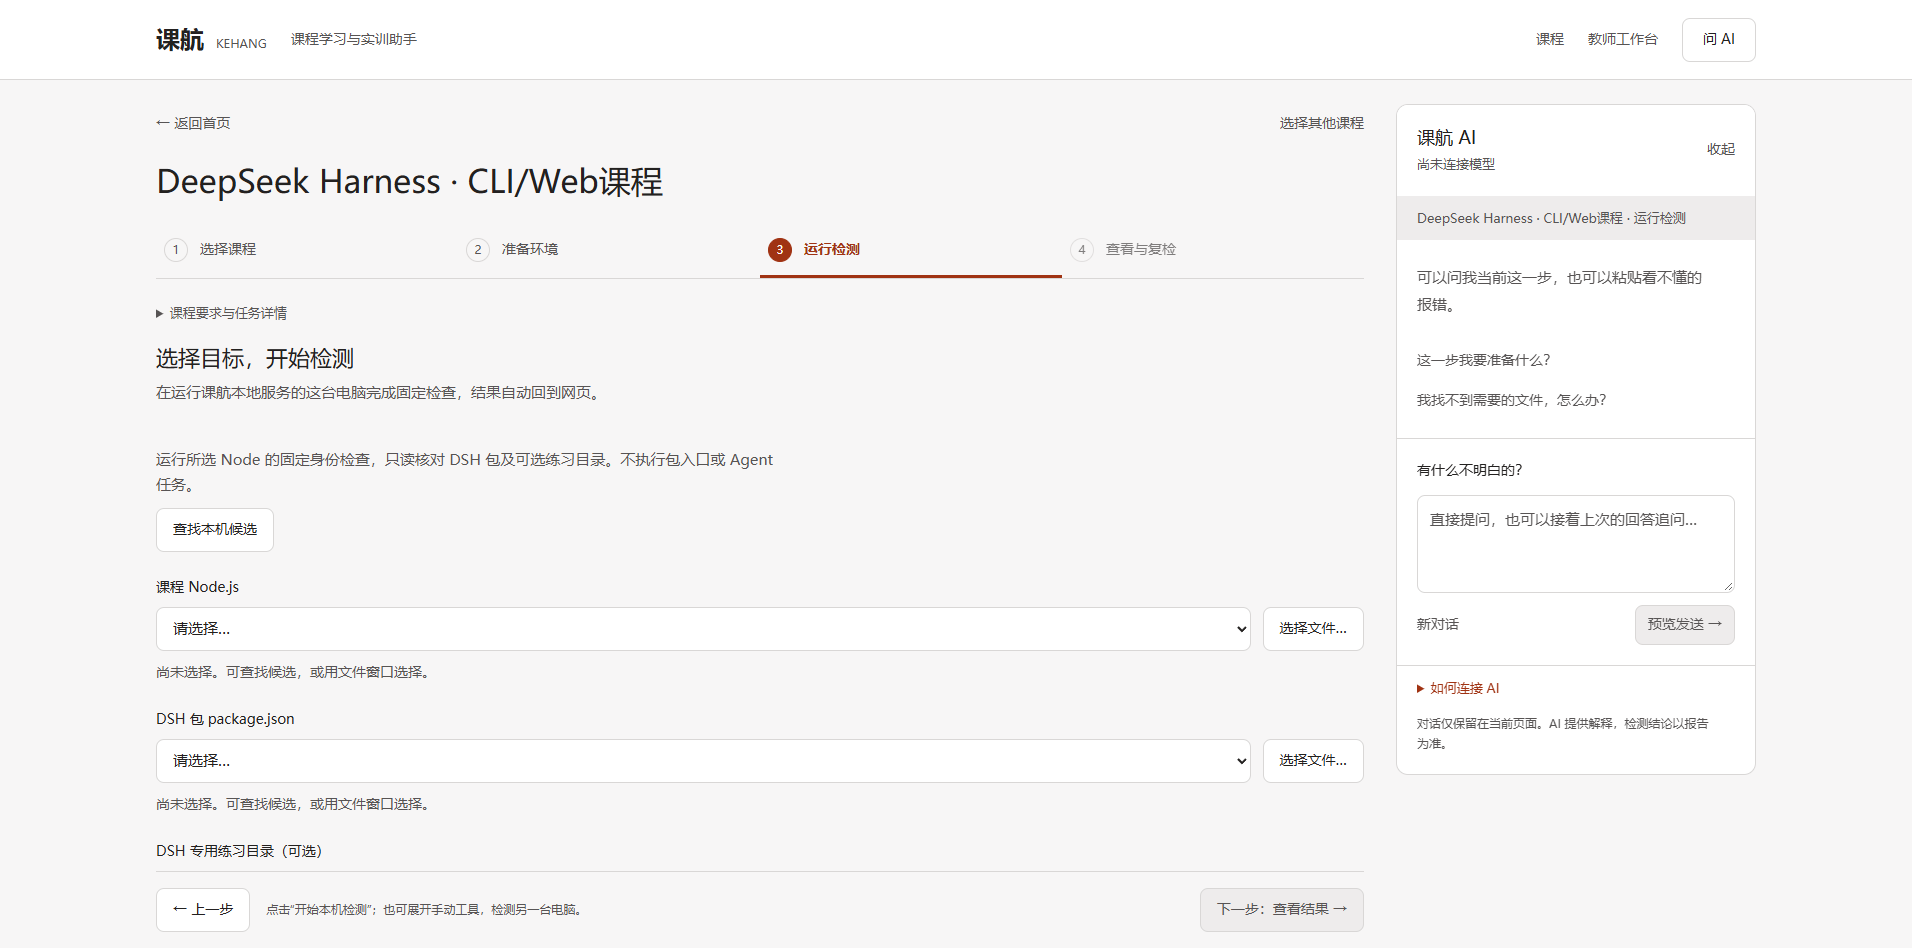 课航 KEHANG 课程学习与实训助手
课程 教师工作台 问 AI
← 返回首页
选择其他课程
DeepSeek Harness · CLI/Web课程
1 选择课程
2 准备环境
3 运行检测
4 查看与复检
▶ 课程要求与任务详情
选择目标，开始检测
在运行课航本地服务的这台电脑完成固定检查，结果自动回到网页。
运行所选 Node 的固定身份检查，只读核对 DSH 包及可选练习目录。不执行包入口或 Agent
任务。
查找本机候选
课程 Node.js
请选择...
选择文件...
尚未选择。可查找候选，或用文件窗口选择。
DSH 包 package.json
请选择...
选择文件...
尚未选择。可查找候选，或用文件窗口选择。
DSH 专用练习目录（可选）
← 上一步
点击“开始本机检测”；也可展开手动工具，检测另一台电脑。
下一步：查看结果 →
课航 AI
尚未连接模型
收起
DeepSeek Harness · CLI/Web课程 · 运行检测
可以问我当前这一步，也可以粘贴看不懂的
报错。
这一步我要准备什么？
我找不到需要的文件，怎么办？
有什么不明白的？
直接提问，也可以接着上次的回答追问...
新对话
预览发送 →
▶ 如何连接 AI
对话仅保留在当前页面。AI 提供解释，检测结论以报告
为准。